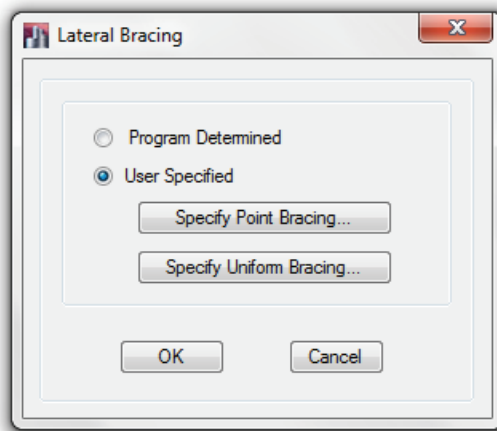 Lateral Bracing
Program Determined
User Specified
Specify Point Bracing...
Specify Uniform Bracing...
OK Cancel